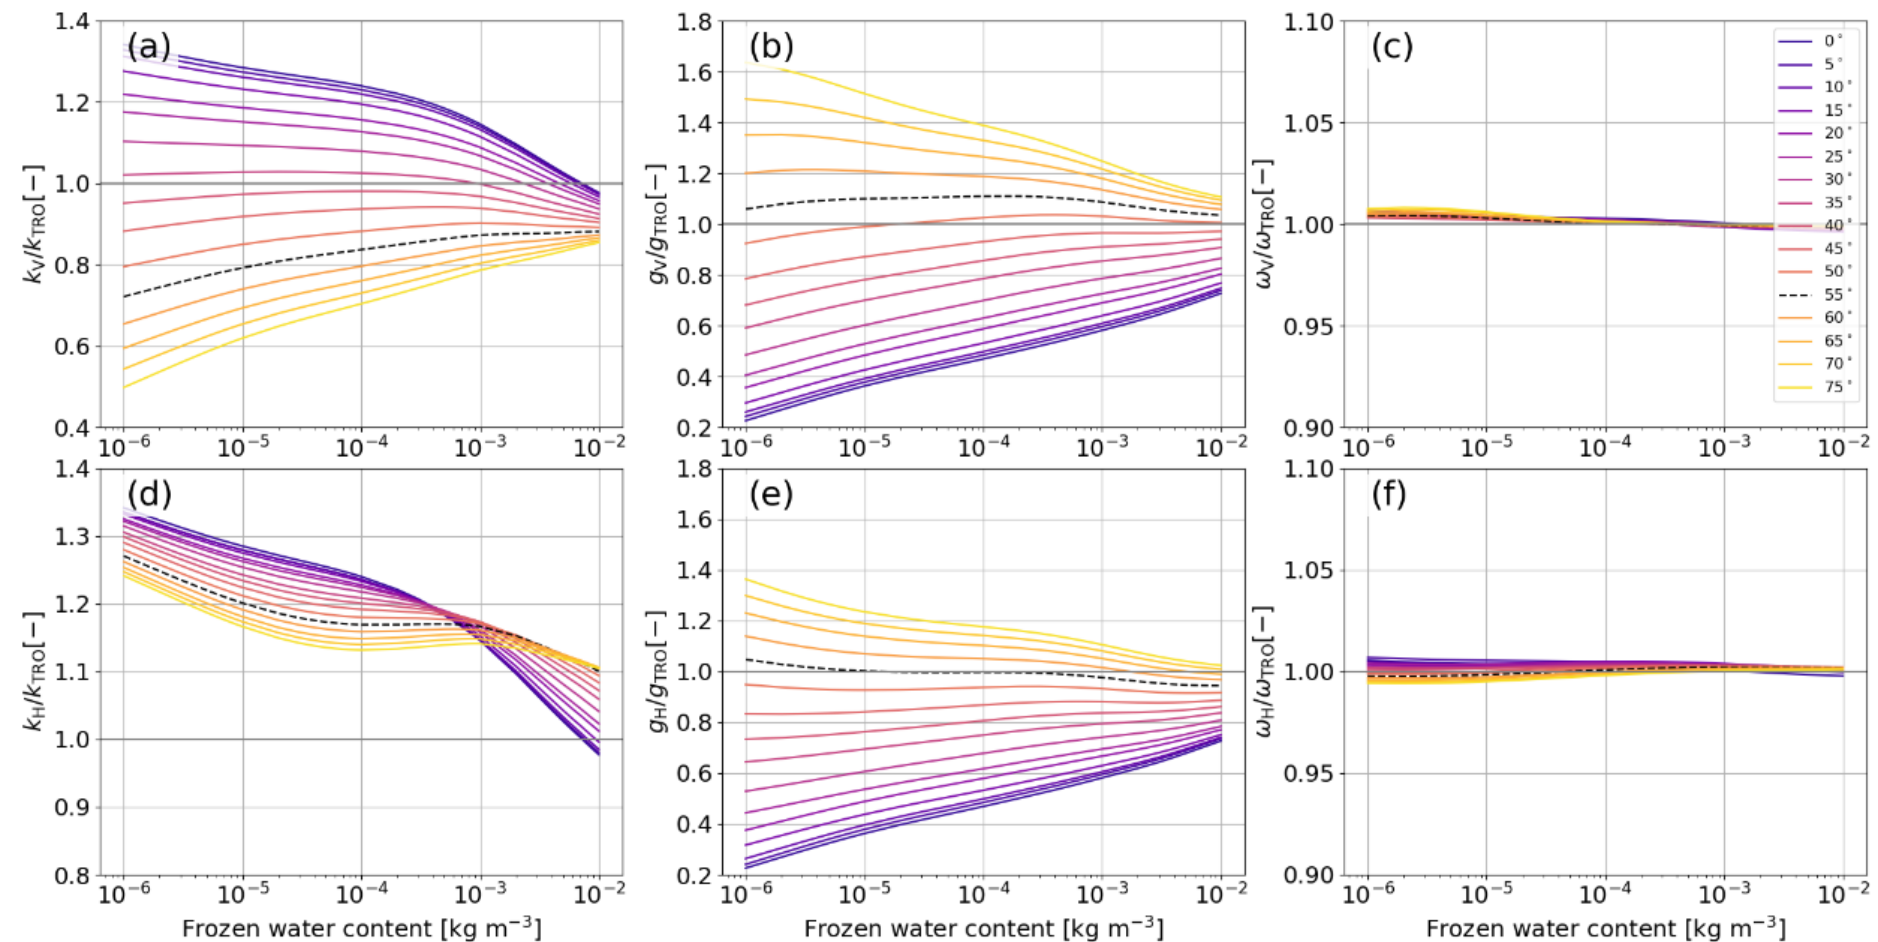 (a)
1.4
1.2
1.0
0.8
0.6
0.4
k_V/k_TRO[−]
10⁻⁶ 10⁻⁵ 10⁻⁴ 10⁻³ 10⁻²
(b)
1.8
1.6
1.4
1.2
1.0
0.8
0.6
0.4
0.2
g_V/g_TRO[−]
10⁻⁶ 10⁻⁵ 10⁻⁴ 10⁻³ 10⁻²
(c)
1.10
1.05
1.00
0.95
0.90
ω_V/ω_TRO[−]
10⁻⁶ 10⁻⁵ 10⁻⁴ 10⁻³ 10⁻²
0°
5°
10°
15°
20°
25°
30°
35°
40°
45°
50°
55°
60°
65°
70°
75°
(d)
1.4
1.3
1.2
1.1
1.0
0.9
0.8
k_H/k_TRO[−]
10⁻⁶ 10⁻⁵ 10⁻⁴ 10⁻³ 10⁻²
Frozen water content [kg m⁻³]
(e)
1.8
1.6
1.4
1.2
1.0
0.8
0.6
0.4
0.2
g_H/g_TRO[−]
10⁻⁶ 10⁻⁵ 10⁻⁴ 10⁻³ 10⁻²
Frozen water content [kg m⁻³]
(f)
1.10
1.05
1.00
0.95
0.90
ω_H/ω_TRO[−]
10⁻⁶ 10⁻⁵ 10⁻⁴ 10⁻³ 10⁻²
Frozen water content [kg m⁻³]